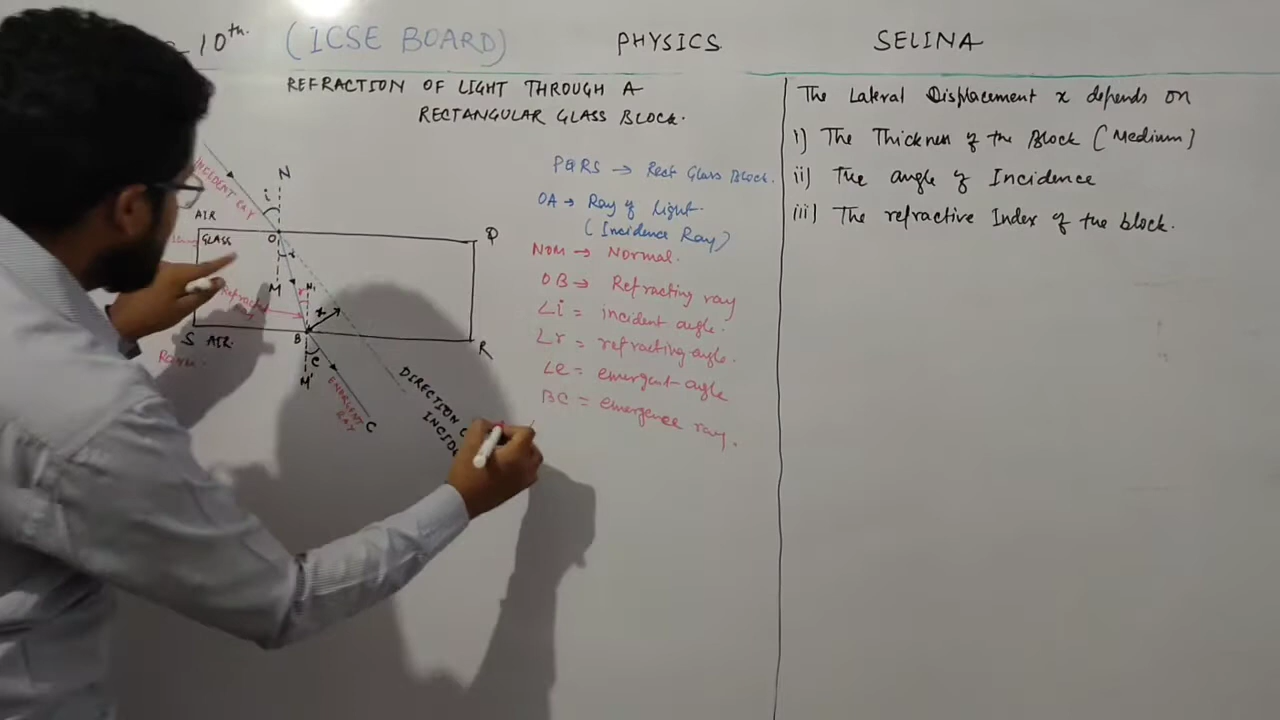 10th. (ICSE BOARD) PHYSICS SELINA
REFRACTION OF LIGHT THROUGH A
RECTANGULAR GLASS BLOCK.
N
i
AIR
GLASS
O
Q
r
M
r
x
S AIR.
B
R
e
M'
EMERGENT
RAY
C
DIRECTION
PQRS → Rect Glass Block.
OA → Ray of light.
(Incidence Ray)
NOM → Normal.
OB → Refracting ray
∠i = incident angle.
∠r = refracting angle.
∠e = emergent angle
BC = emergence ray.
The Lateral Displacement x depends on
i) The Thickness of the Block (Medium)
ii) The angle of Incidence
iii) The refractive Index of the block.